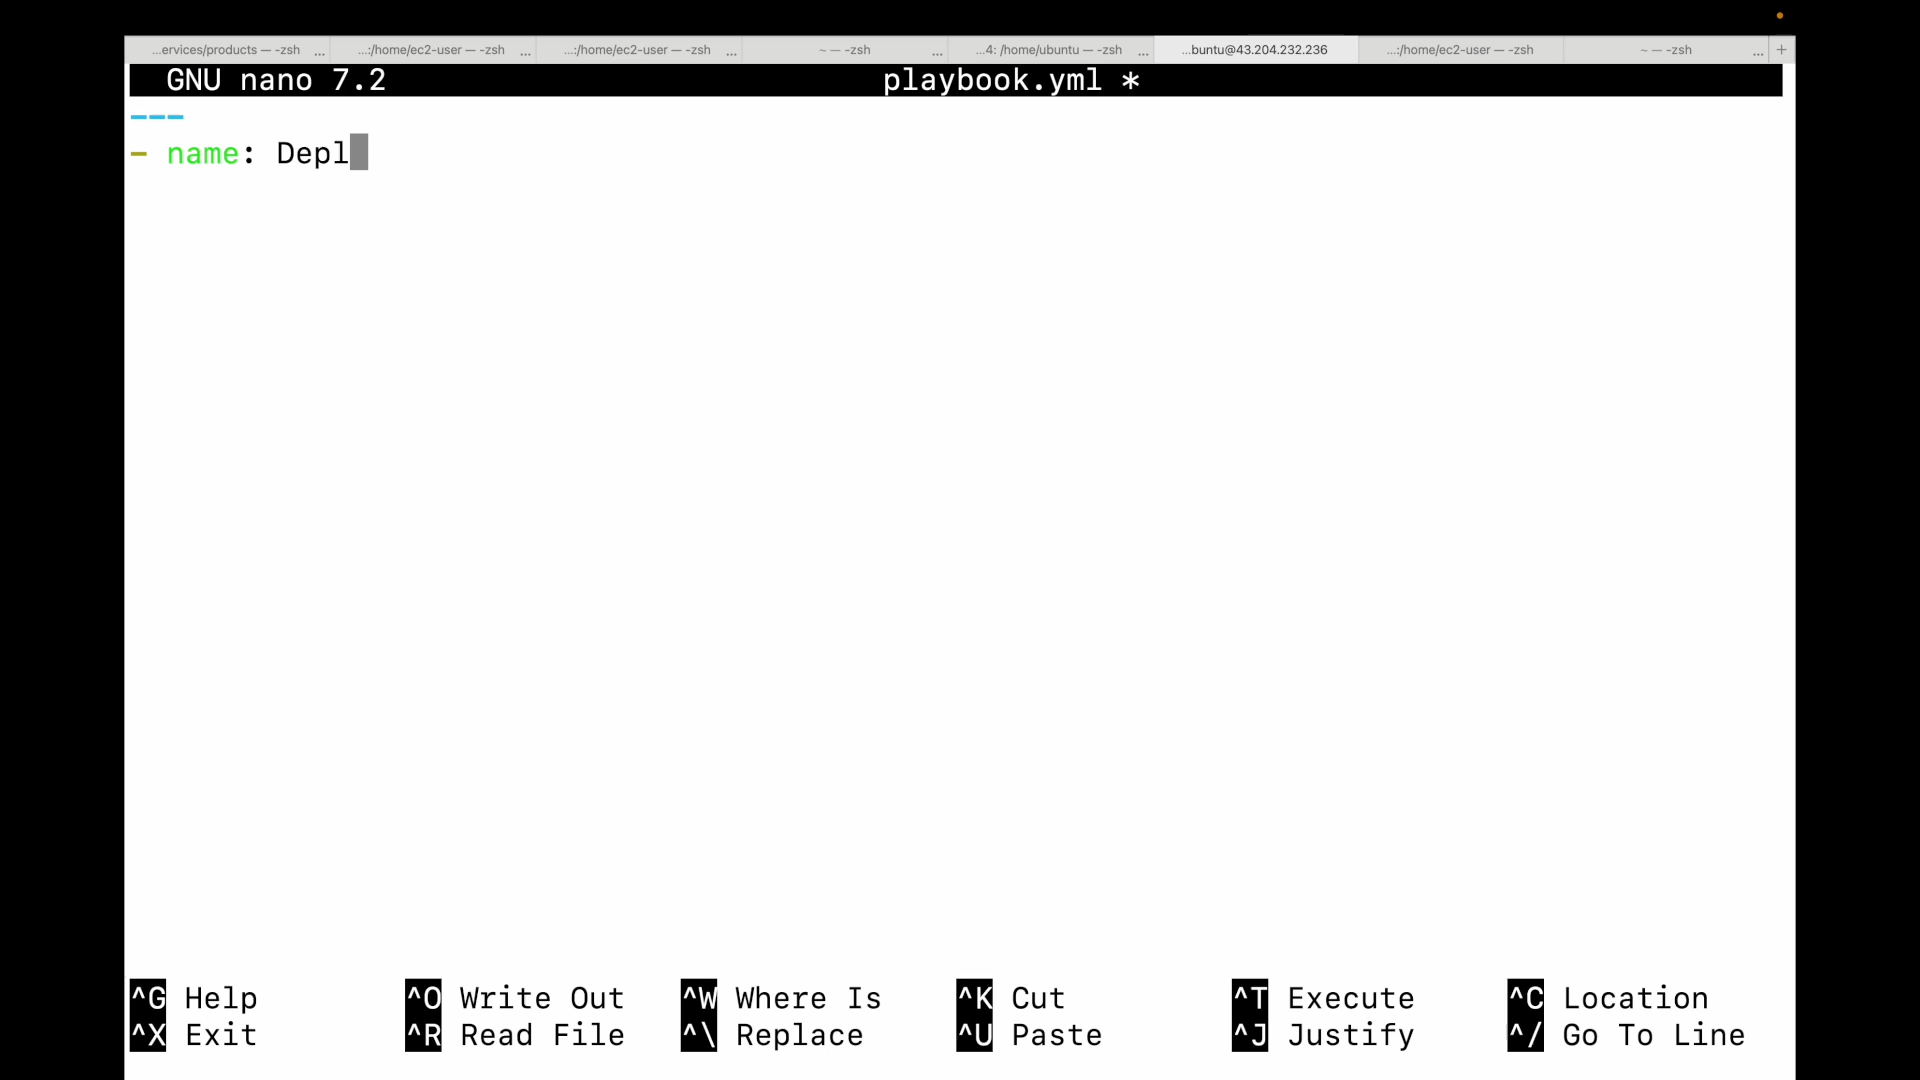 ...ervices/products — -zsh ... ...:/home/ec2-user — -zsh ... ...:/home/ec2-user — -zsh ... ~ — -zsh ... ...4: /home/ubuntu — -zsh ... ...buntu@43.204.232.236 ...:/home/ec2-user — -zsh ~ — -zsh ... +
GNU nano 7.2 playbook.yml *
---
- name: Depl
^G Help ^O Write Out ^W Where Is ^K Cut ^T Execute ^C Location
^X Exit ^R Read File ^\ Replace ^U Paste ^J Justify ^/ Go To Line